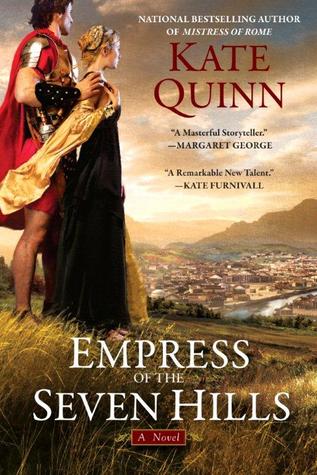 NATIONAL BESTSELLING AUTHOR
OF MISTRESS OF ROME
KATE
QUINN
"A Masterful Storyteller."
—MARGARET GEORGE
"A Remarkable New Talent."
—KATE FURNIVALL
EMPRESS
OF THE
SEVEN HILLS
A Novel